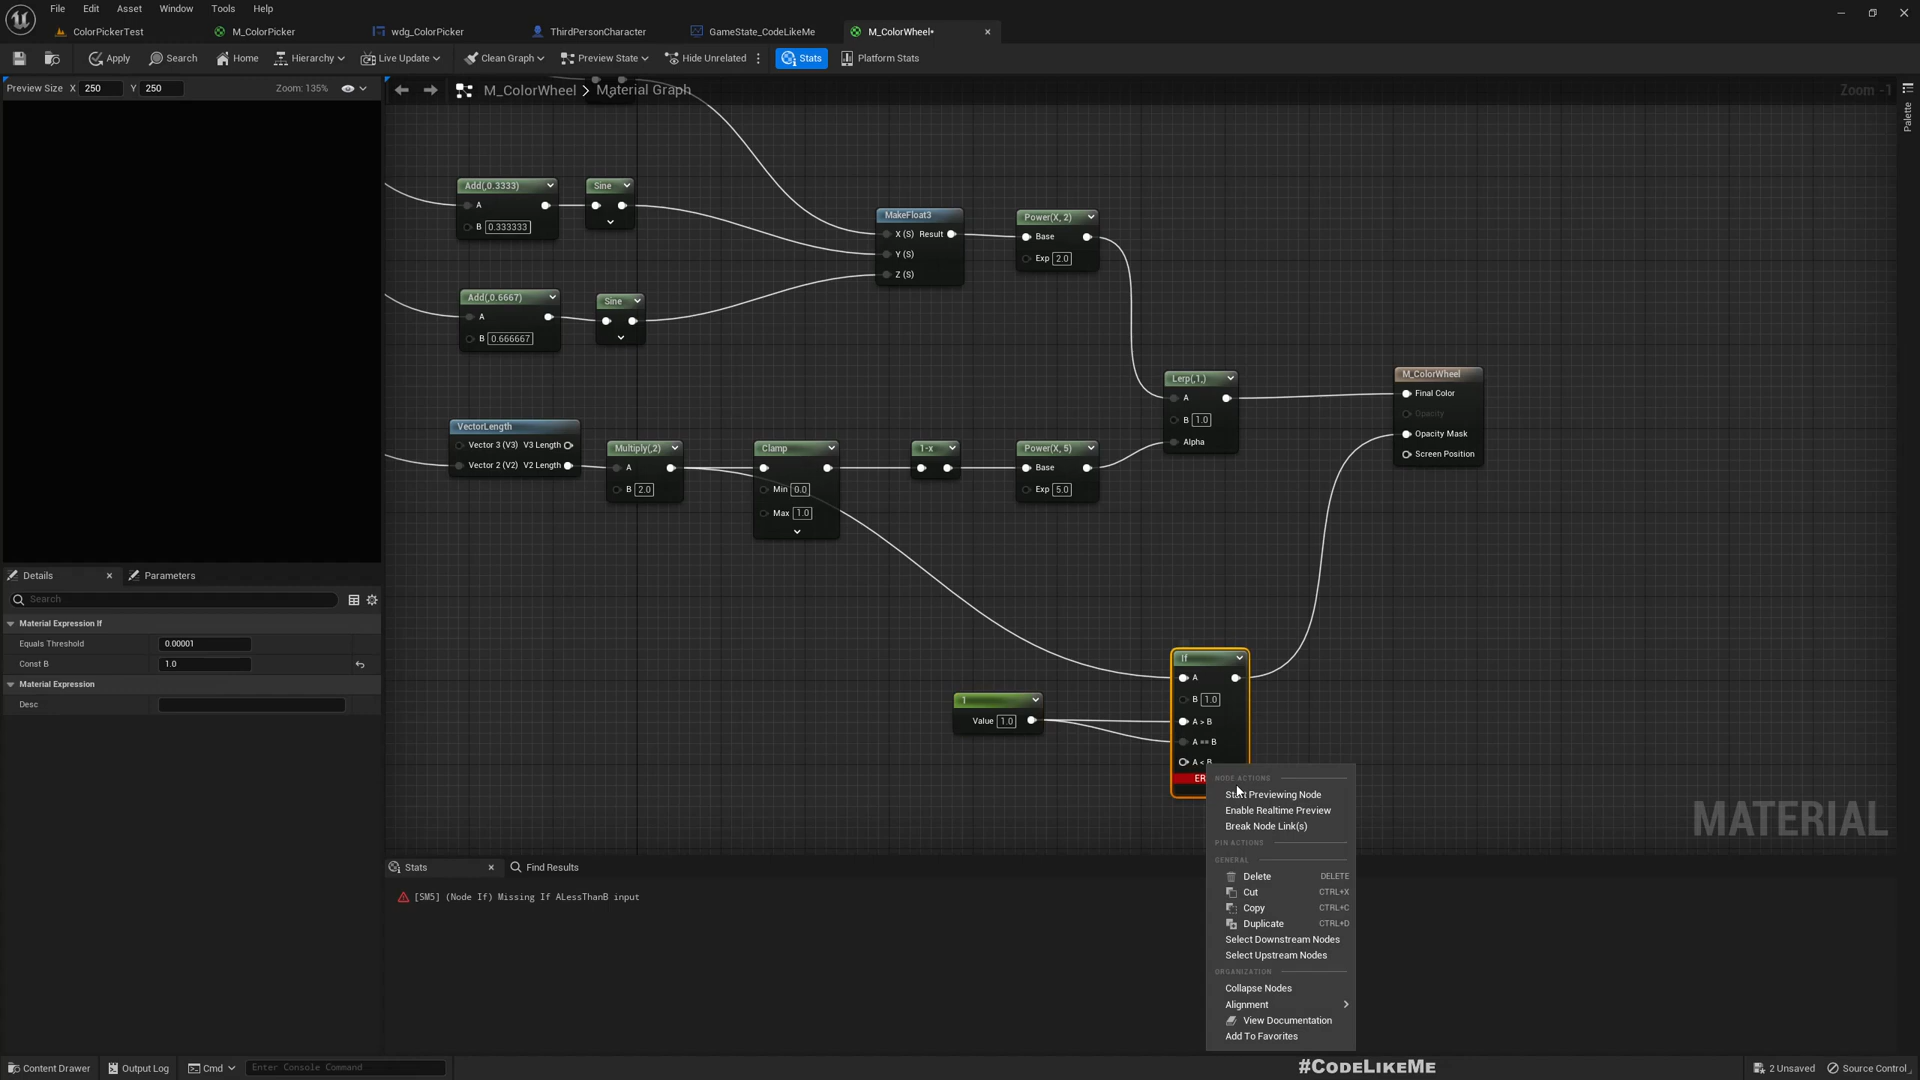 File Edit Asset Window Tools Help
ColorPickerTest M_ColorPicker wdg_ColorPicker ThirdPersonCharacter GameState_CodeLikeMe M_ColorWheel•
Apply Search Home Hierarchy Live Update Clean Graph Preview State Hide Unrelated Stats Platform Stats
Preview Size X 250 Y 250 Zoom: 135%
M_ColorWheel > Material Graph
Zoom -1
Palette
Add(,0.3333)
A
B 0.333333
Sine
MakeFloat3
X (S) Result
Y (S)
Z (S)
Power(X, 2)
Base
Exp 2.0
Add(,0.6667)
A
B 0.666667
Sine
Lerp(,1,)
A
B 1.0
Alpha
M_ColorWheel
Final Color
Opacity
Opacity Mask
Screen Position
VectorLength
Vector 3 (V3) V3 Length
Vector 2 (V2) V2 Length
Multiply(,2)
A
B 2.0
Clamp
Min 0.0
Max 1.0
1-x
Power(X, 5)
Base
Exp 5.0
Details Parameters
Search
Material Expression If
Equals Threshold 0.00001
Const B 1.0
Material Expression
Desc
1
Value 1.0
If
A
B 1.0
A > B
A == B
A < B
ER
NODE ACTIONS
Start Previewing Node
Enable Realtime Preview
Break Node Link(s)
PIN ACTIONS
GENERAL
Delete DELETE
Cut CTRL+X
Copy CTRL+C
Duplicate CTRL+D
Select Downstream Nodes
Select Upstream Nodes
ORGANIZATION
Collapse Nodes
Alignment
View Documentation
Add To Favorites
MATERIAL
Stats Find Results
[SM5] (Node If) Missing If ALessThanB input
Content Drawer Output Log Cmd Enter Console Command
#CODELIKEME
2 Unsaved Source Control